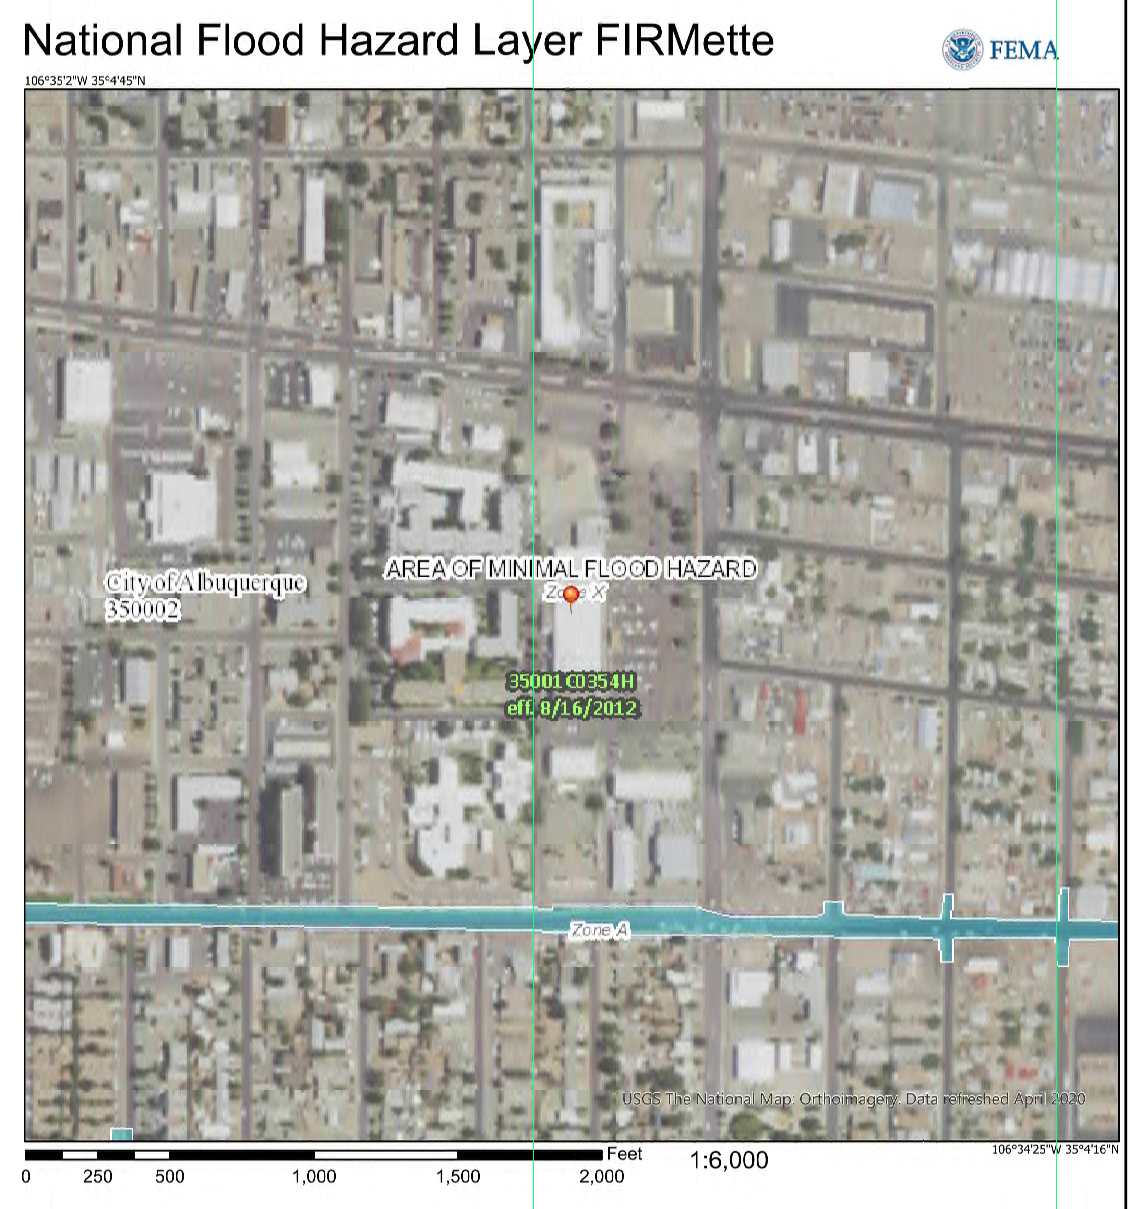 National Flood Hazard Layer FIRMette
FEMA
106°35'2"W 35°4'45"N
AREA OF MINIMAL FLOOD HAZARD
Zone X
City of Albuquerque
350002
35001C0354H
eff. 8/16/2012
Zone A
USGS The National Map: Orthoimagery. Data refreshed April 2020
106°34'25"W 35°4'16"N
Feet
1:6,000
0 250 500 1,000 1,500 2,000